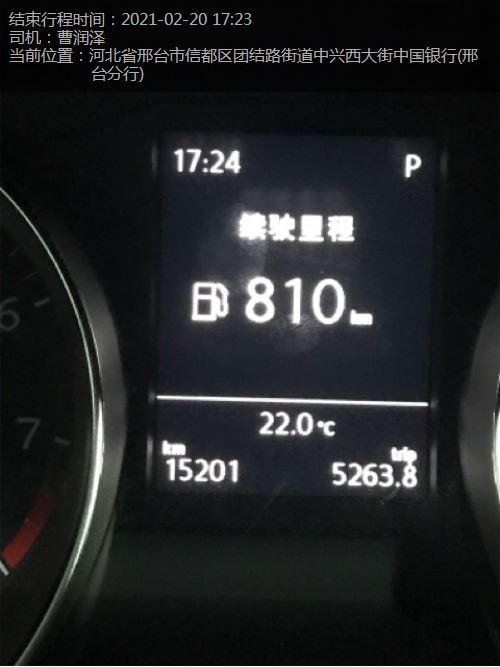 结束行程时间：2021-02-20 17:23
司机：曹润泽
当前位置：河北省邢台市信都区团结路街道中兴西大街中国银行(邢
台分行)
17:24 P
续驶里程
810 km
22.0 °C
km trip
15201 5263.8
6
7